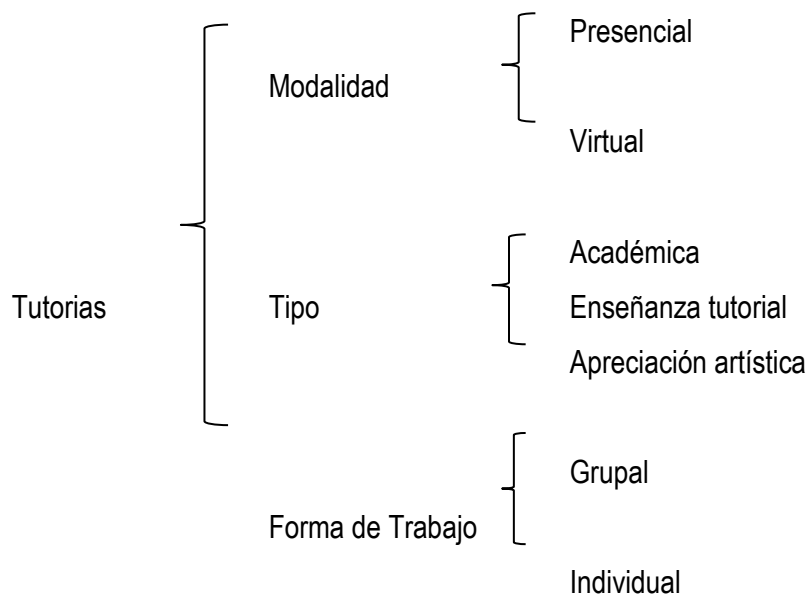 Presencial
Modalidad
Virtual
Académica
Tutorias
Tipo
Enseñanza tutorial
Apreciación artística
Grupal
Forma de Trabajo
Individual